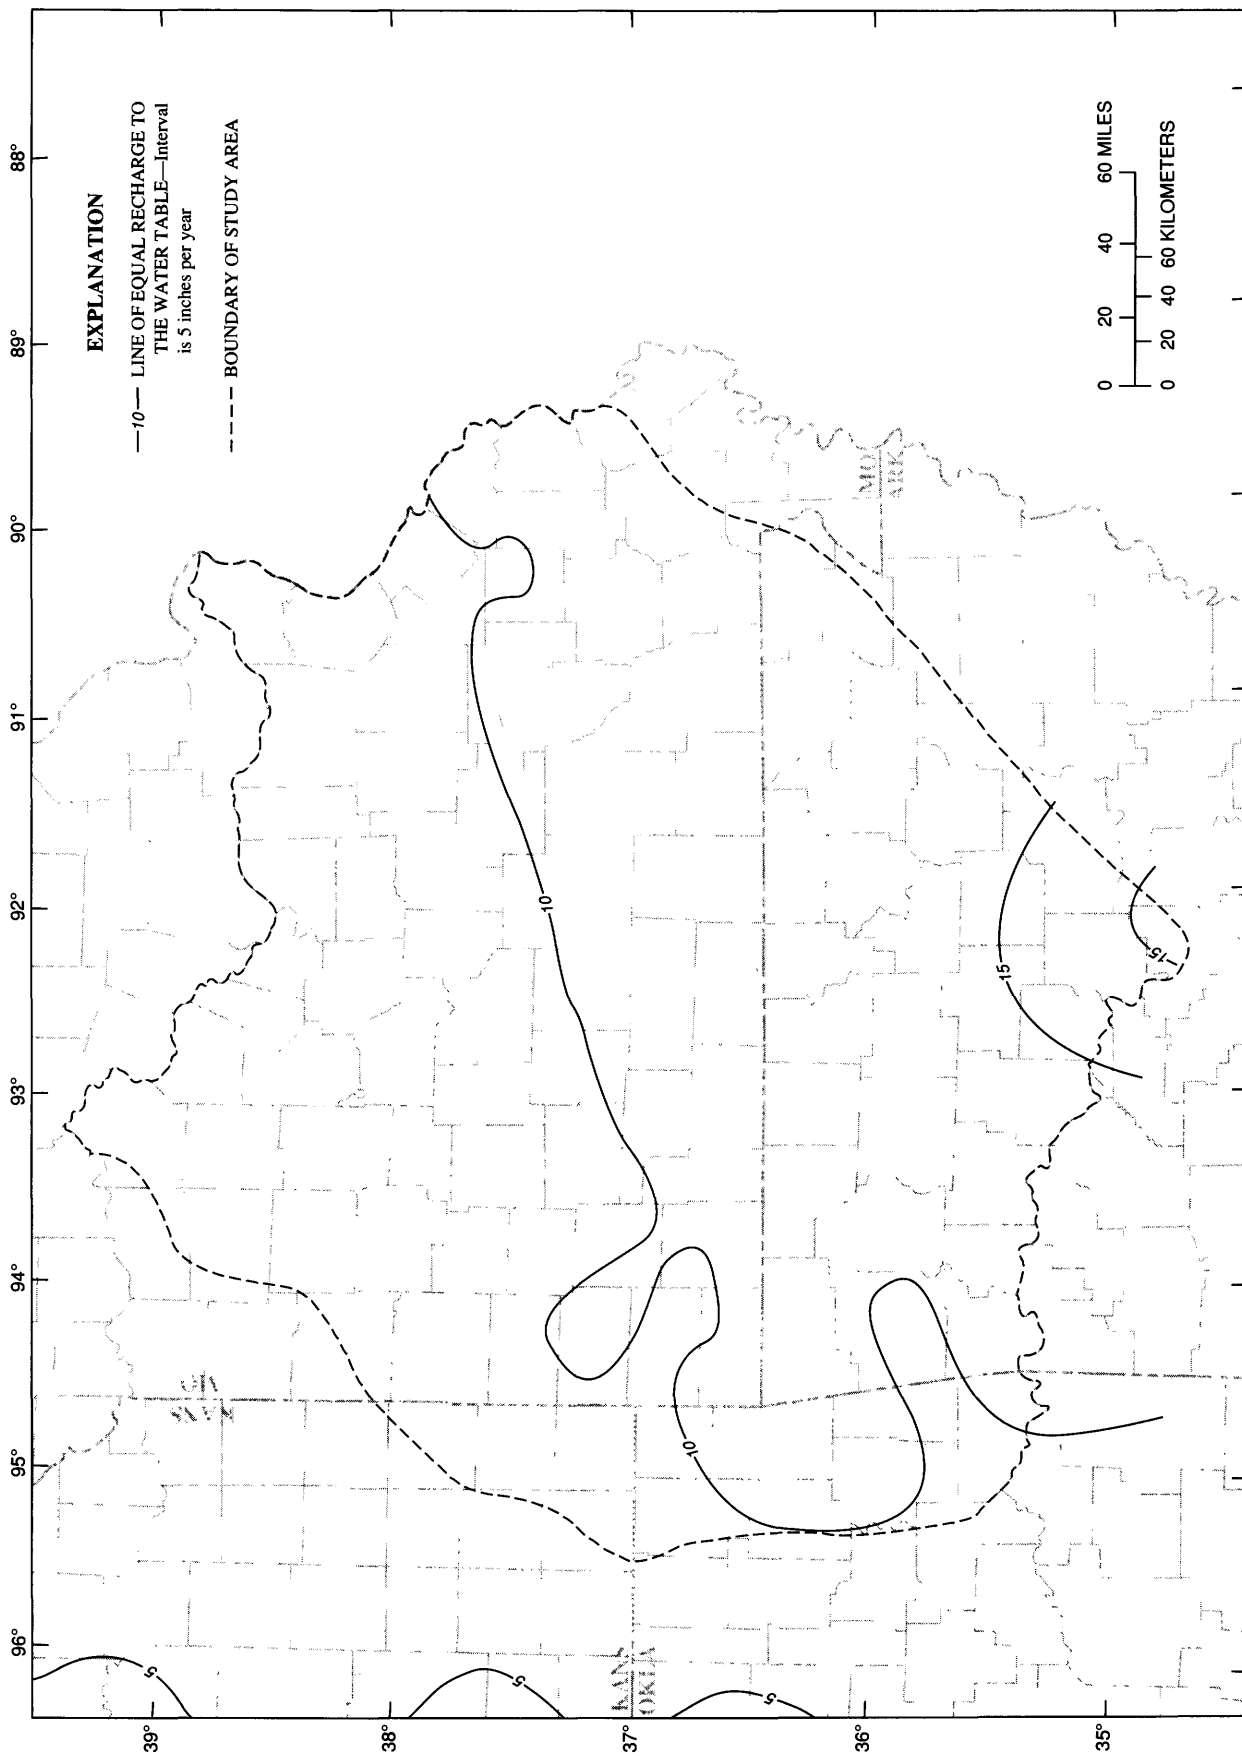 96°
95°
94°
93°
92°
91°
90°
89°
88°
39°
38°
37°
36°
35°
EXPLANATION
—10— LINE OF EQUAL RECHARGE TO
THE WATER TABLE—Interval
is 5 inches per year
--- BOUNDARY OF STUDY AREA
KANS
MO
KANS
OKLA
MO
ARK
5
5
5
10
10
15
15
0 20 40 60 MILES
0 20 40 60 KILOMETERS